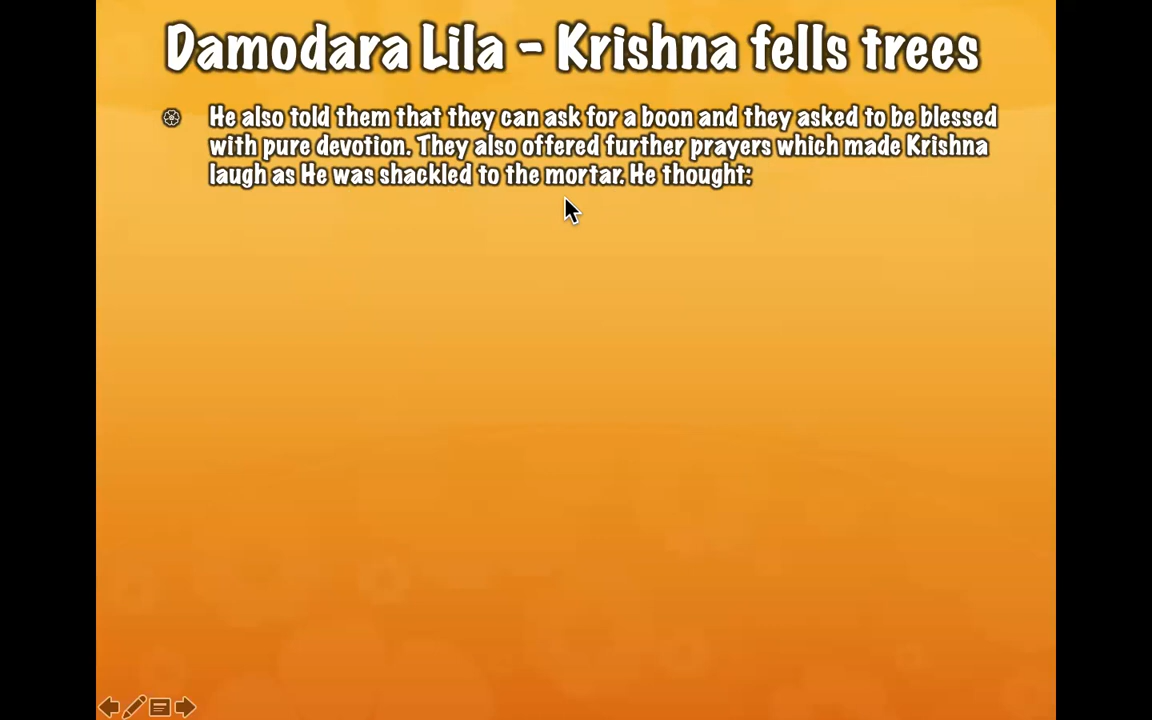 Damodara Lila - Krishna fells trees
He also told them that they can ask for a boon and they asked to be blessed
with pure devotion. They also offered further prayers which made Krishna
laugh as He was shackled to the mortar. He thought: